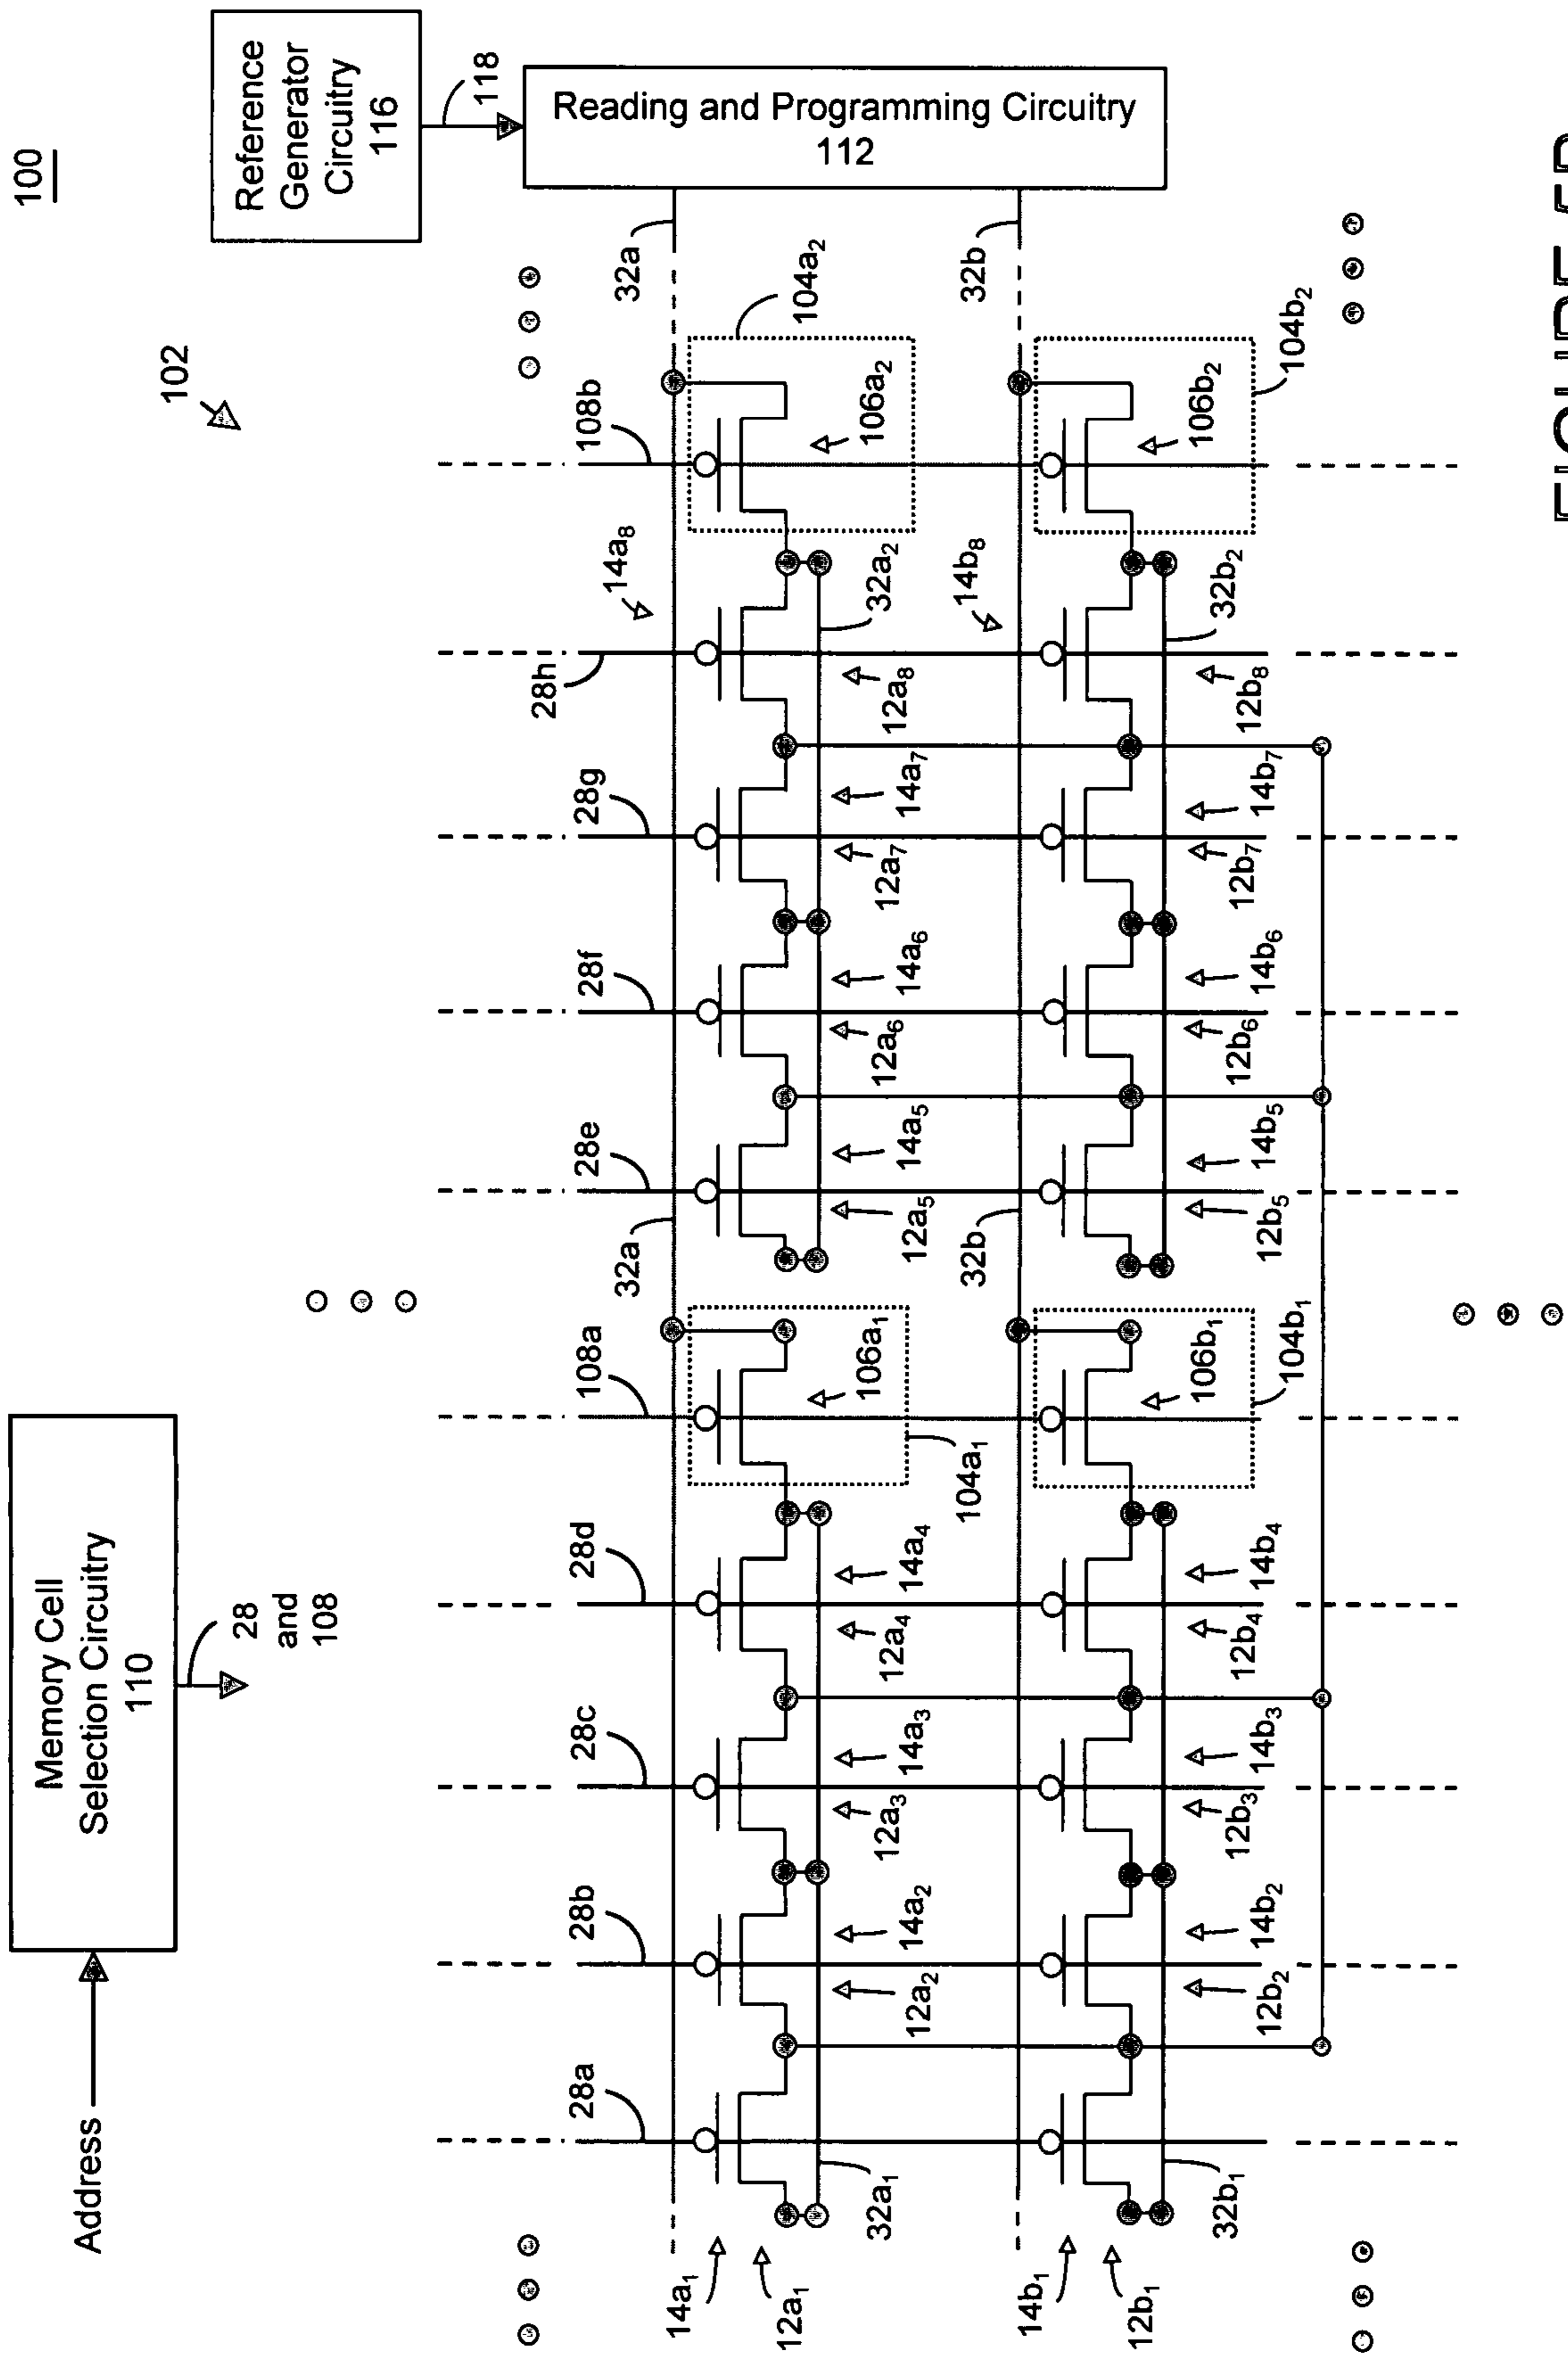 100
102
Address
Memory Cell
Selection Circuitry
110
28
and
108
Reference
Generator
Circuitry
116
118
Reading and Programming Circuitry
112
28a
28b
28c
28d
108a
28e
28f
28g
28h
108b
32a
32a
14a8
14a1
12a1
32a1
12a2
14a2
12a3
14a3
12a4
14a4
104a1
106a1
12a5
14a5
12a6
14a6
12a7
14a7
12a8
32a2
106a2
104a2
32b
32b
14b8
14b1
12b1
32b1
12b2
14b2
12b3
14b3
12b4
14b4
106b1
104b1
12b5
14b5
12b6
14b6
12b7
14b7
12b8
32b2
106b2
104b2